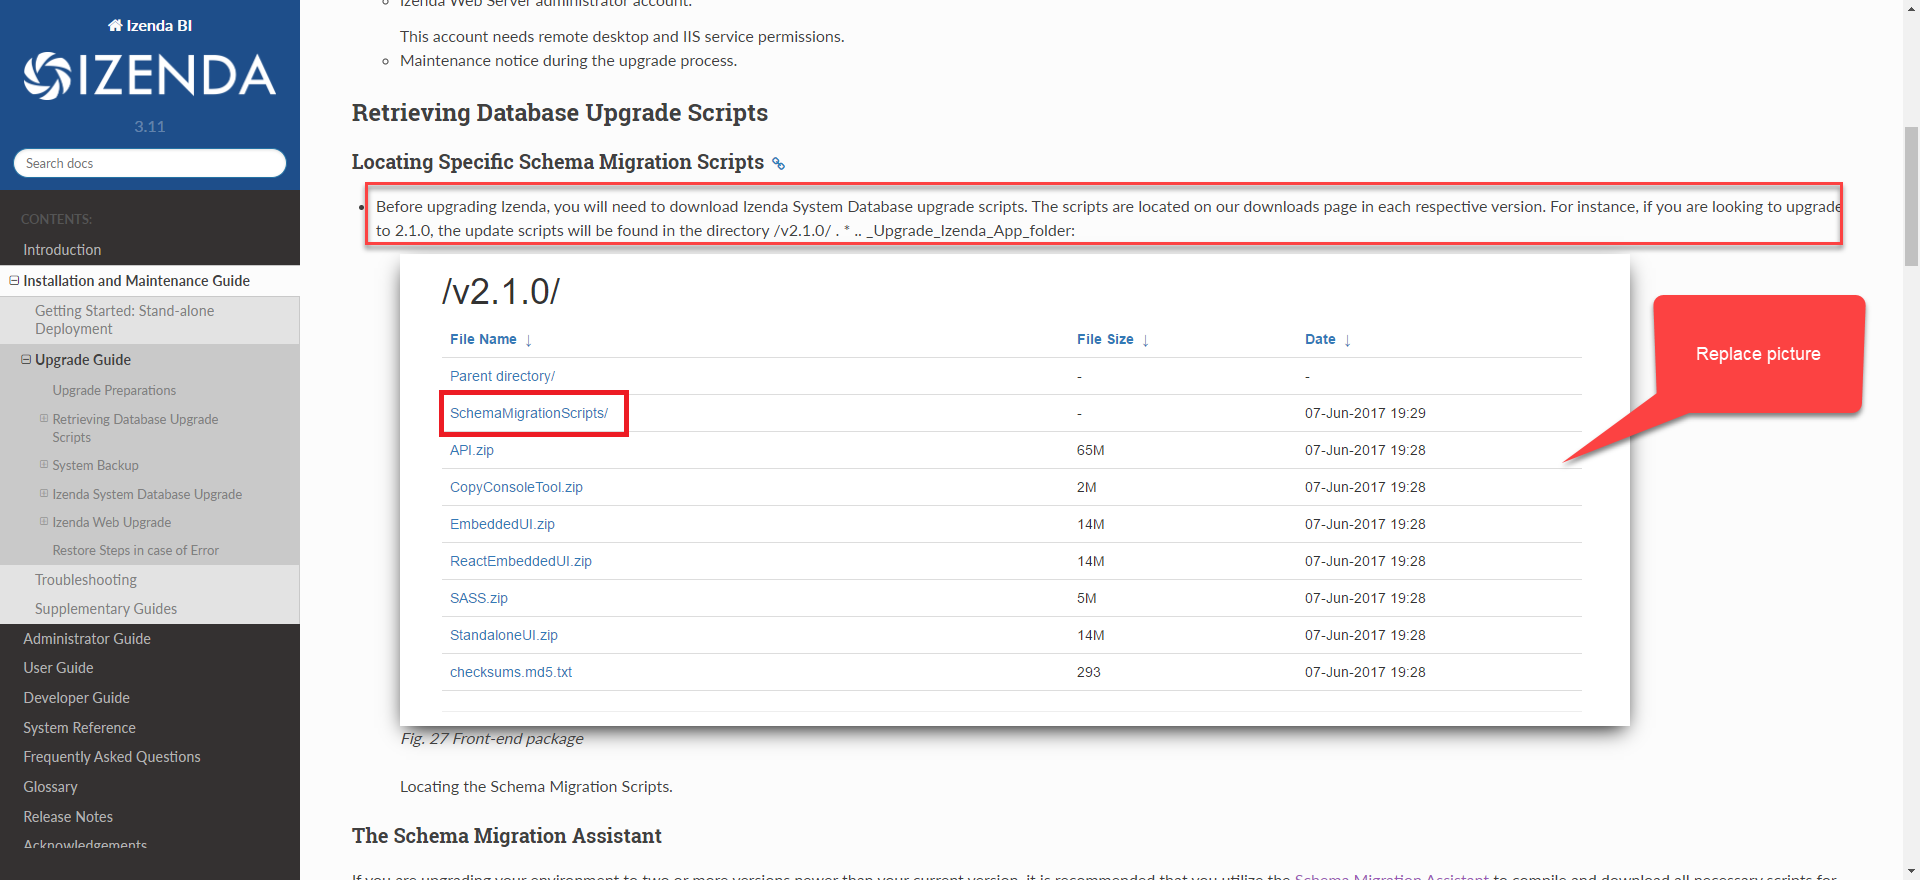 Izenda BI
IZENDA
3.11
Search docs
CONTENTS:
Introduction
Installation and Maintenance Guide
Getting Started: Stand-alone
Deployment
Upgrade Guide
Upgrade Preparations
Retrieving Database Upgrade
Scripts
System Backup
Izenda System Database Upgrade
Izenda Web Upgrade
Restore Steps in case of Error
Troubleshooting
Supplementary Guides
Administrator Guide
User Guide
Developer Guide
System Reference
Frequently Asked Questions
Glossary
Release Notes
Acknowledgements
Izenda Web Server administrator account.
This account needs remote desktop and IIS service permissions.
Maintenance notice during the upgrade process.
Retrieving Database Upgrade Scripts
Locating Specific Schema Migration Scripts
Before upgrading Izenda, you will need to download Izenda System Database upgrade scripts. The scripts are located on our downloads page in each respective version. For instance, if you are looking to upgrade
to 2.1.0, the update scripts will be found in the directory /v2.1.0/ . * .. _Upgrade_Izenda_App_folder:
/v2.1.0/
File Name ↓ File Size ↓ Date ↓
Parent directory/ - -
SchemaMigrationScripts/ - 07-Jun-2017 19:29
API.zip 65M 07-Jun-2017 19:28
CopyConsoleTool.zip 2M 07-Jun-2017 19:28
EmbeddedUI.zip 14M 07-Jun-2017 19:28
ReactEmbeddedUI.zip 14M 07-Jun-2017 19:28
SASS.zip 5M 07-Jun-2017 19:28
StandaloneUI.zip 14M 07-Jun-2017 19:28
checksums.md5.txt 293 07-Jun-2017 19:28
Replace picture
Fig. 27 Front-end package
Locating the Schema Migration Scripts.
The Schema Migration Assistant
If you are upgrading your environment to two or more versions newer than your current version, it is recommended that you utilize the Schema Migration Assistant to compile and download all necessary scripts for